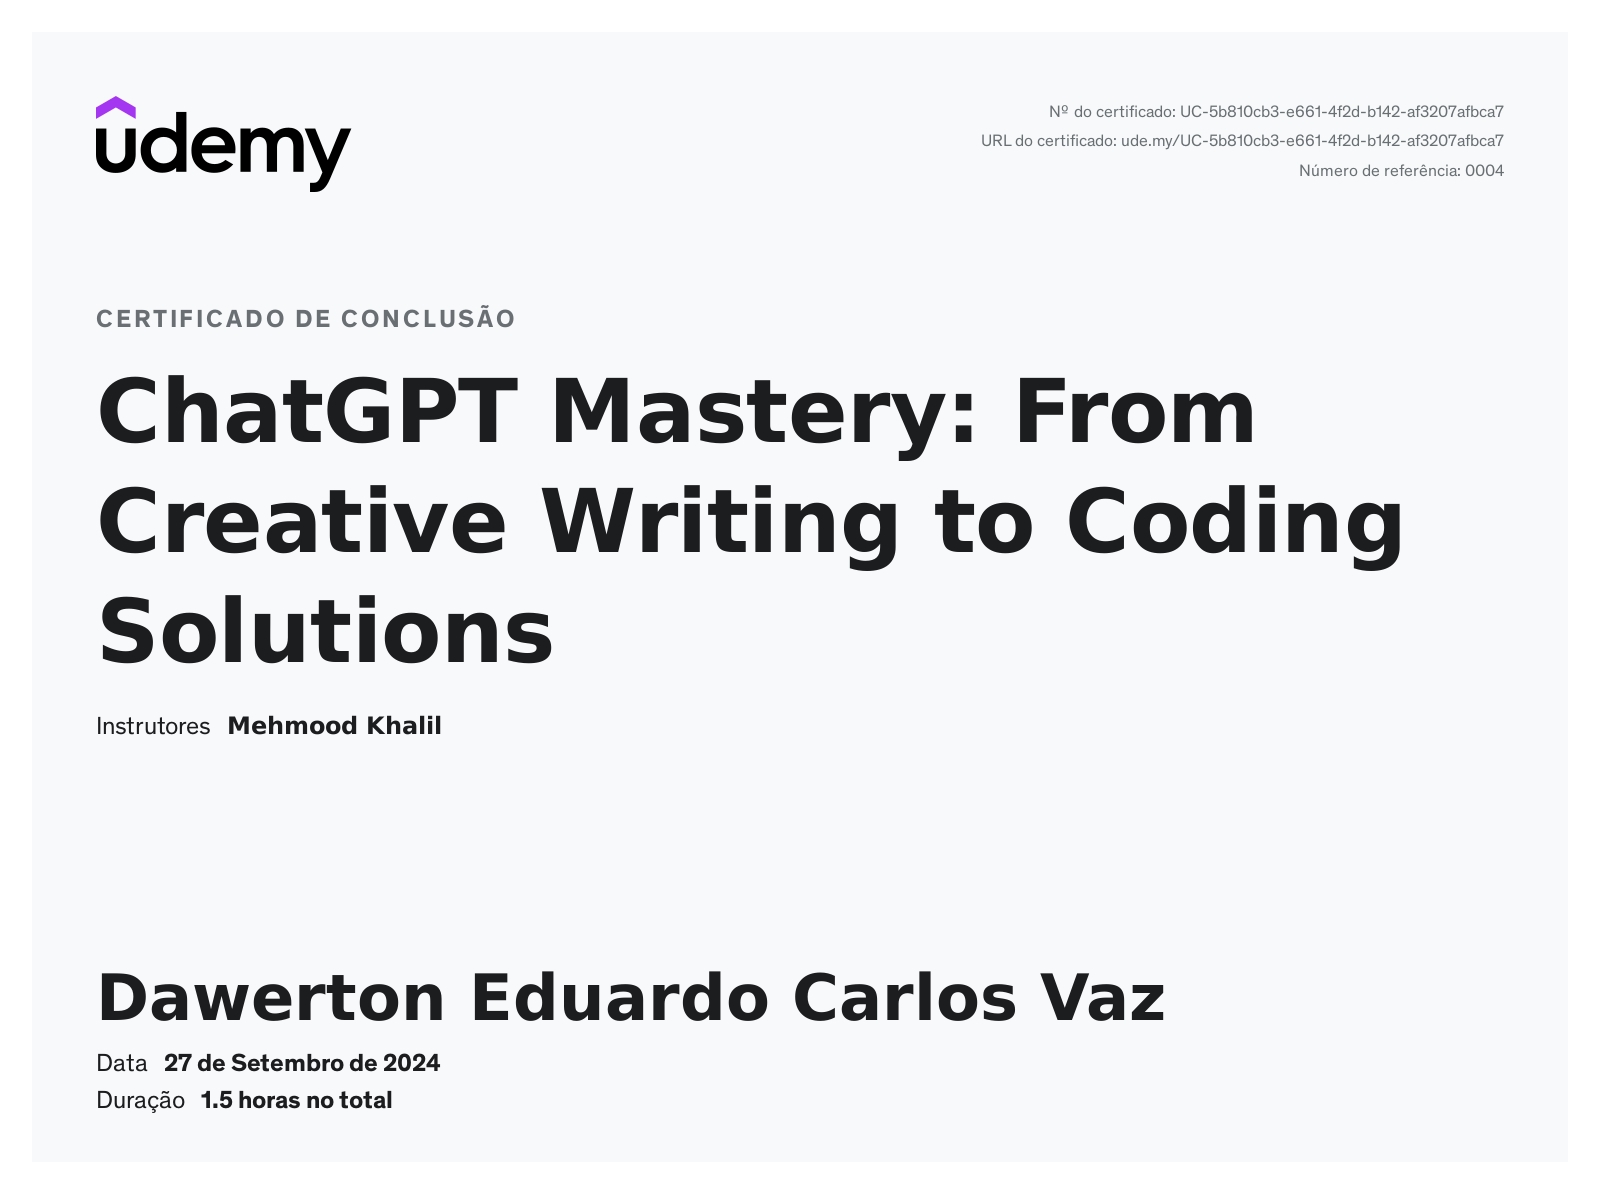 udemy
Nº do certificado: UC-5b810cb3-e661-4f2d-b142-af3207afbca7
URL do certificado: ude.my/UC-5b810cb3-e661-4f2d-b142-af3207afbca7
Número de referência: 0004
CERTIFICADO DE CONCLUSÃO
ChatGPT Mastery: From
Creative Writing to Coding
Solutions
Instrutores Mehmood Khalil
Dawerton Eduardo Carlos Vaz
Data 27 de Setembro de 2024
Duração 1.5 horas no total